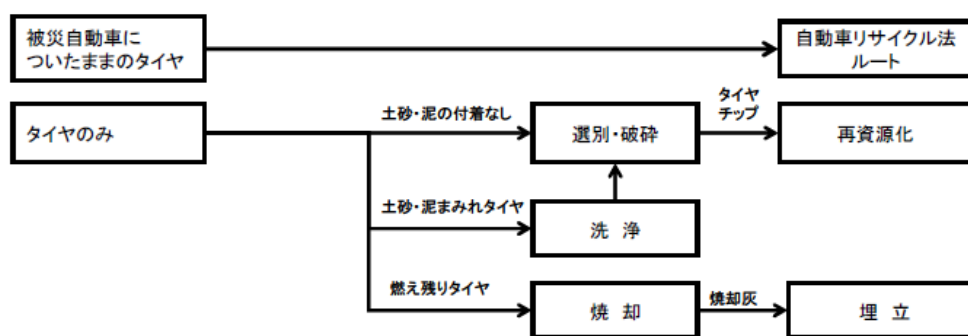 被災自動車に
ついたままのタイヤ
自動車リサイクル法
ルート
タイヤのみ
土砂・泥の付着なし
選別・破砕
タイヤ
チップ
再資源化
土砂・泥まみれタイヤ
洗 浄
燃え残りタイヤ
焼 却
焼却灰
埋 立